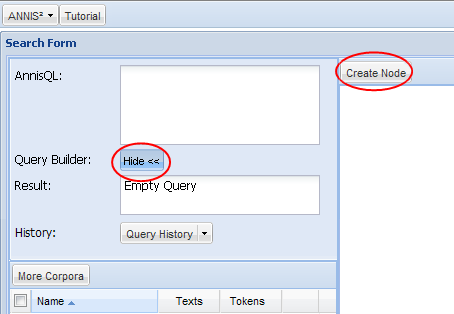 ANNIS² Tutorial
Search Form
AnnisQL:
Create Node
Query Builder: Hide <<
Result: Empty Query
History: Query History
More Corpora
Name Texts Tokens